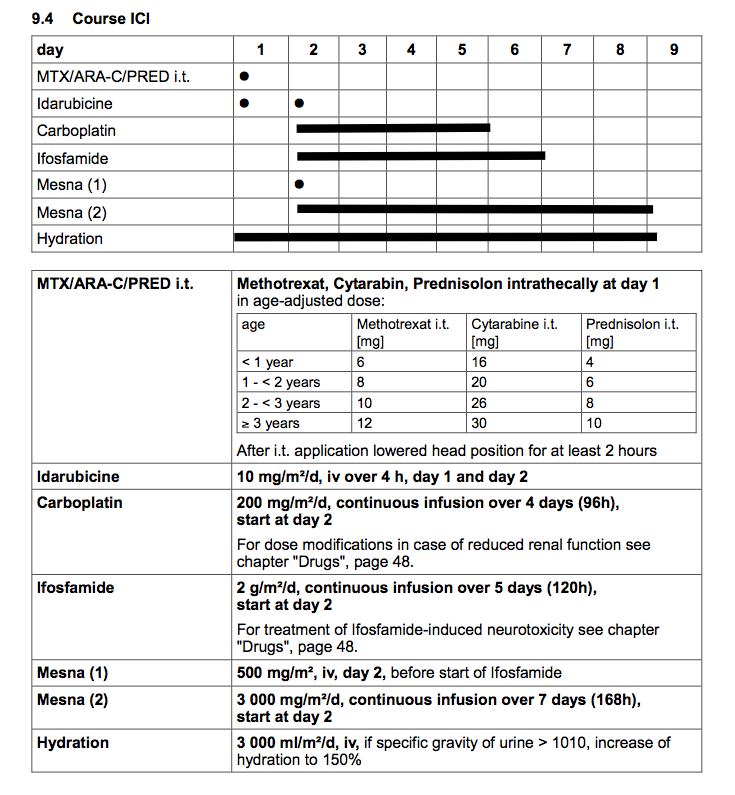 9.4 Course ICI
day 1 2 3 4 5 6 7 8 9
MTX/ARA-C/PRED i.t.
Idarubicine
Carboplatin
Ifosfamide
Mesna (1)
Mesna (2)
Hydration
MTX/ARA-C/PRED i.t.
Methotrexat, Cytarabin, Prednisolon intrathecally at day 1
in age-adjusted dose:
age Methotrexat i.t. Cytarabine i.t. Prednisolon i.t.
[mg] [mg] [mg]
< 1 year 6 16 4
1 - < 2 years 8 20 6
2 - < 3 years 10 26 8
≥ 3 years 12 30 10
After i.t. application lowered head position for at least 2 hours
Idarubicine 10 mg/m²/d, iv over 4 h, day 1 and day 2
Carboplatin 200 mg/m²/d, continuous infusion over 4 days (96h),
start at day 2
For dose modifications in case of reduced renal function see
chapter "Drugs", page 48.
Ifosfamide 2 g/m²/d, continuous infusion over 5 days (120h),
start at day 2
For treatment of Ifosfamide-induced neurotoxicity see chapter
"Drugs", page 48.
Mesna (1) 500 mg/m², iv, day 2, before start of Ifosfamide
Mesna (2) 3 000 mg/m²/d, continuous infusion over 7 days (168h),
start at day 2
Hydration 3 000 ml/m²/d, iv, if specific gravity of urine > 1010, increase of
hydration to 150%